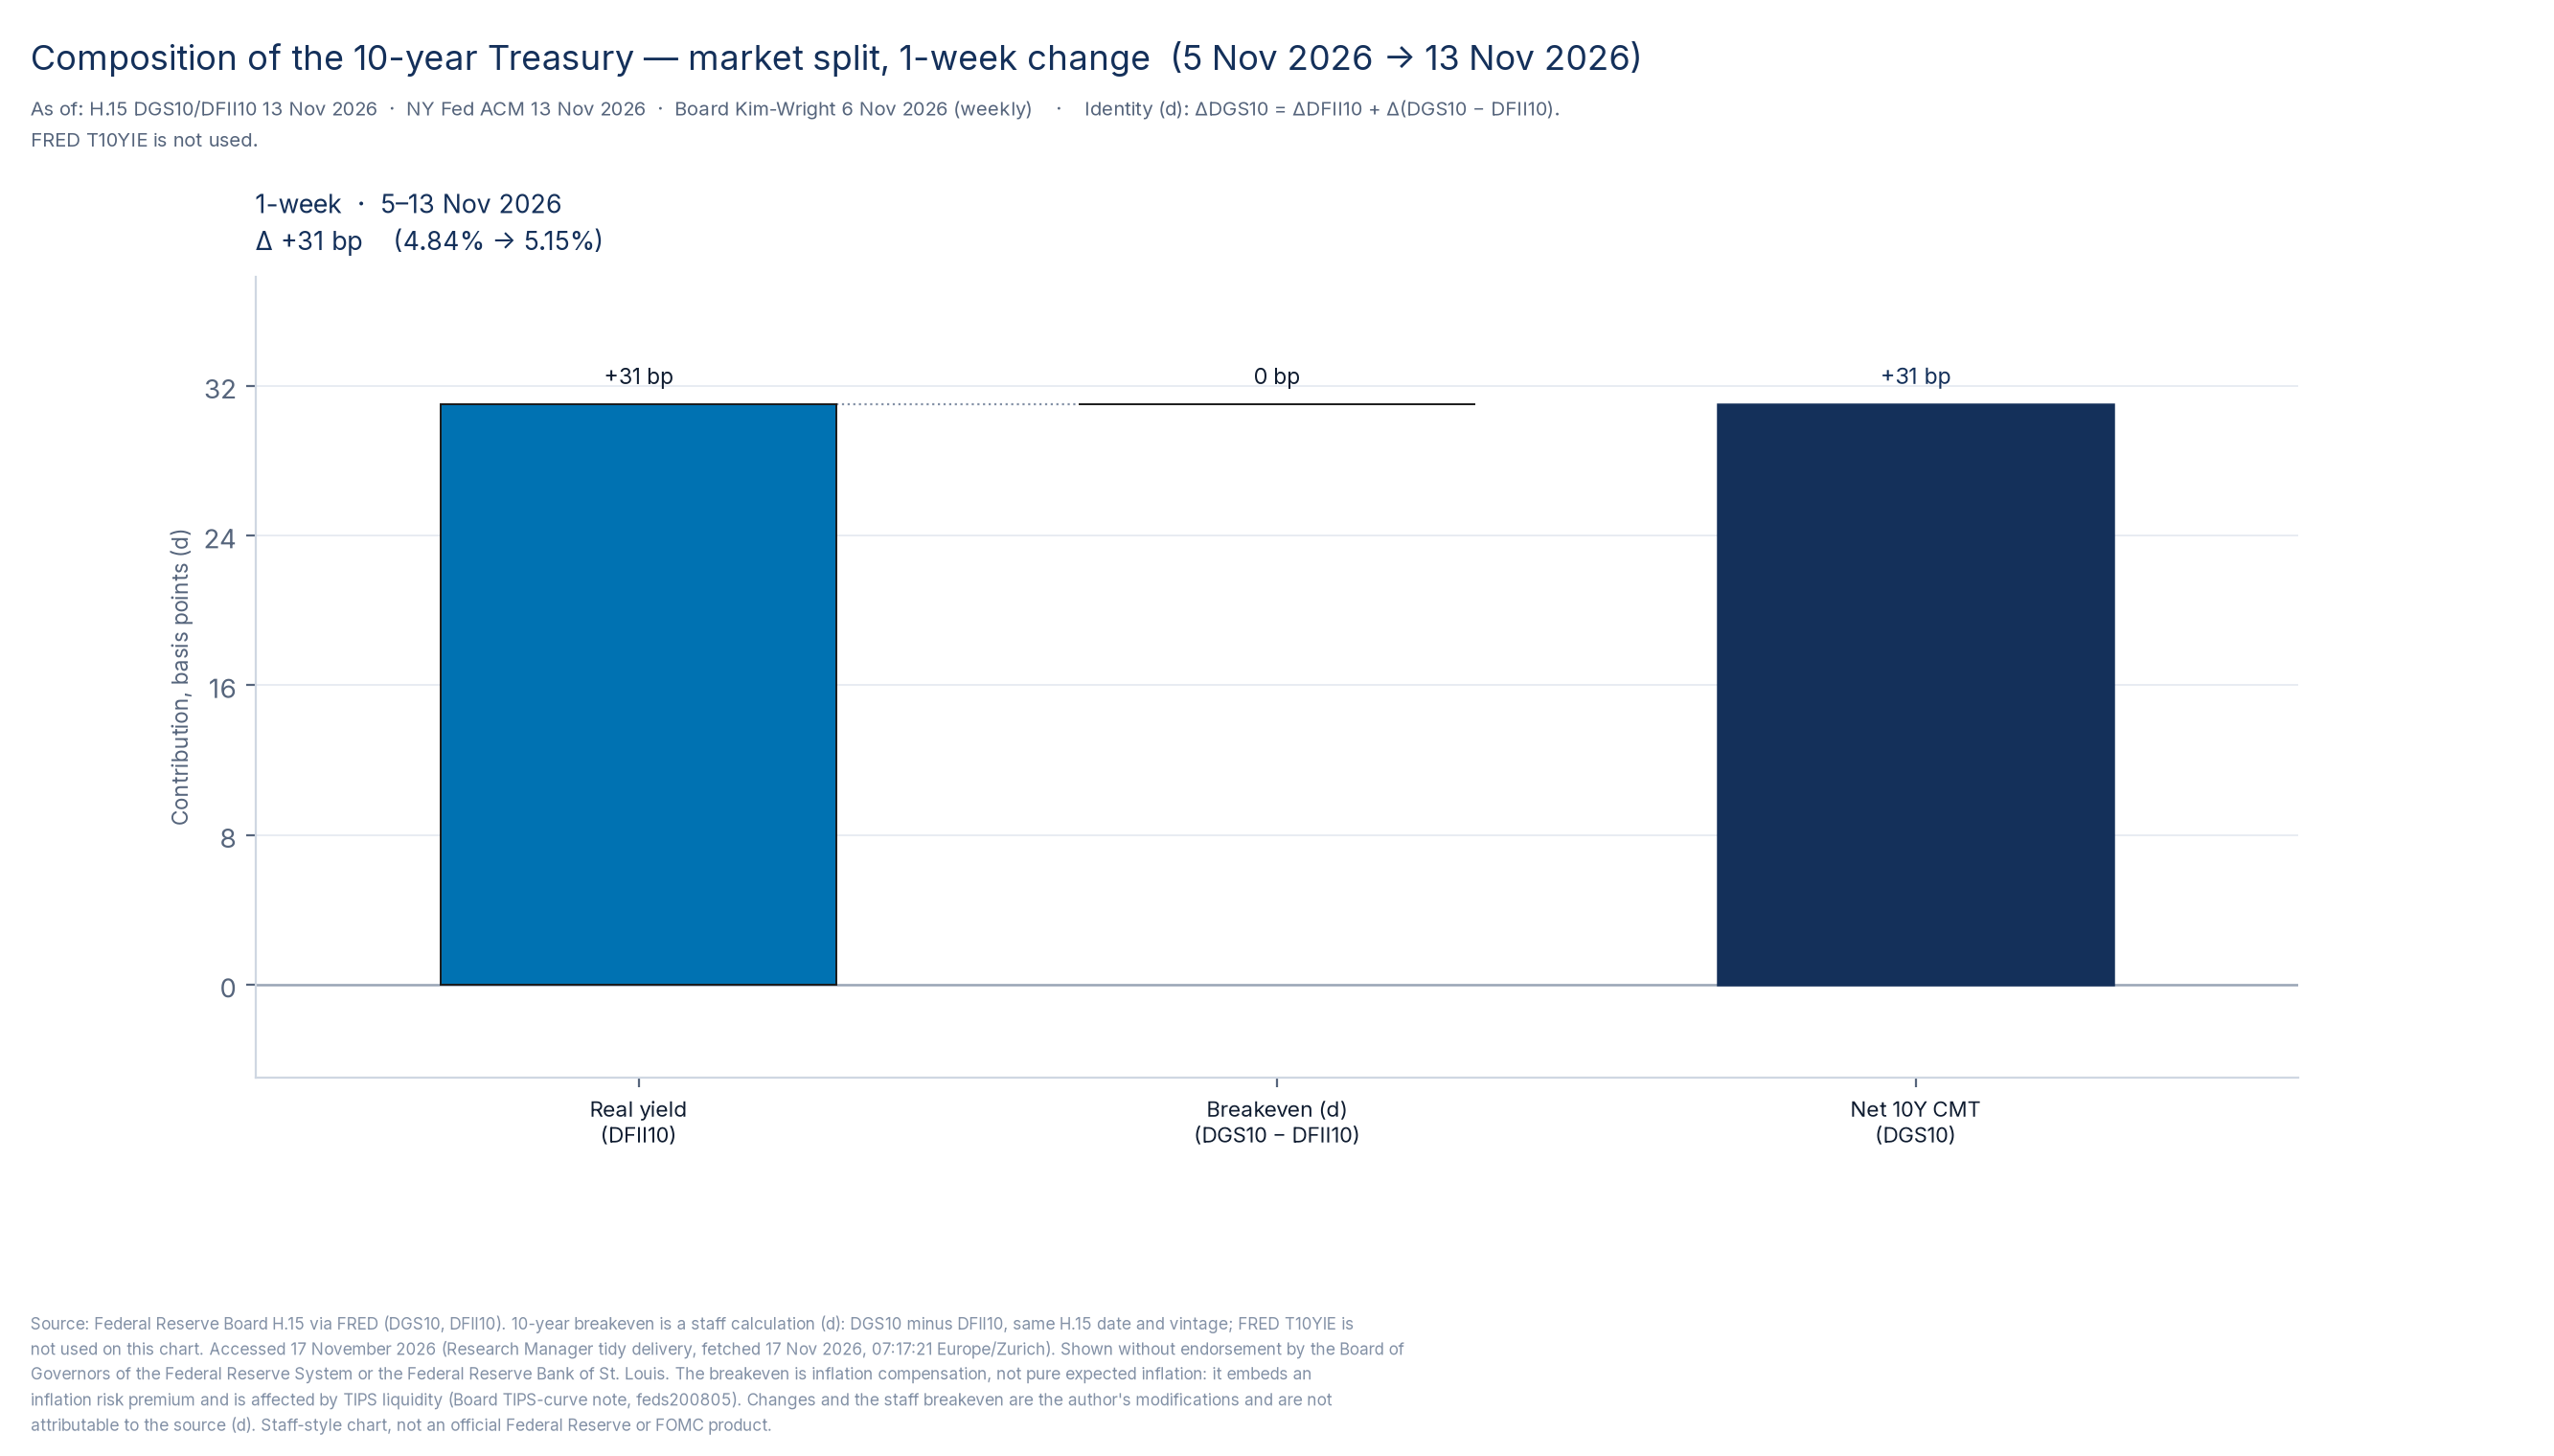 Composition of the 10-year Treasury — market split, 1-week change  (5 Nov 2026 → 13 Nov 2026)
As of: H.15 DGS10/DFII10 13 Nov 2026  ·  NY Fed ACM 13 Nov 2026  ·  Board Kim-Wright 6 Nov 2026 (weekly)    ·    Identity (d): ΔDGS10 = ΔDFII10 + Δ(DGS10 − DFII10).
FRED T10YIE is not used.
1-week  ·  5–13 Nov 2026
Δ +31 bp    (4.84% → 5.15%)
Contribution, basis points (d)
32
24
16
8
0
+31 bp
0 bp
+31 bp
Real yield
(DFII10)
Breakeven (d)
(DGS10 − DFII10)
Net 10Y CMT
(DGS10)
Source: Federal Reserve Board H.15 via FRED (DGS10, DFII10). 10-year breakeven is a staff calculation (d): DGS10 minus DFII10, same H.15 date and vintage; FRED T10YIE is
not used on this chart. Accessed 17 November 2026 (Research Manager tidy delivery, fetched 17 Nov 2026, 07:17:21 Europe/Zurich). Shown without endorsement by the Board of
Governors of the Federal Reserve System or the Federal Reserve Bank of St. Louis. The breakeven is inflation compensation, not pure expected inflation: it embeds an
inflation risk premium and is affected by TIPS liquidity (Board TIPS-curve note, feds200805). Changes and the staff breakeven are the author's modifications and are not
attributable to the source (d). Staff-style chart, not an official Federal Reserve or FOMC product.